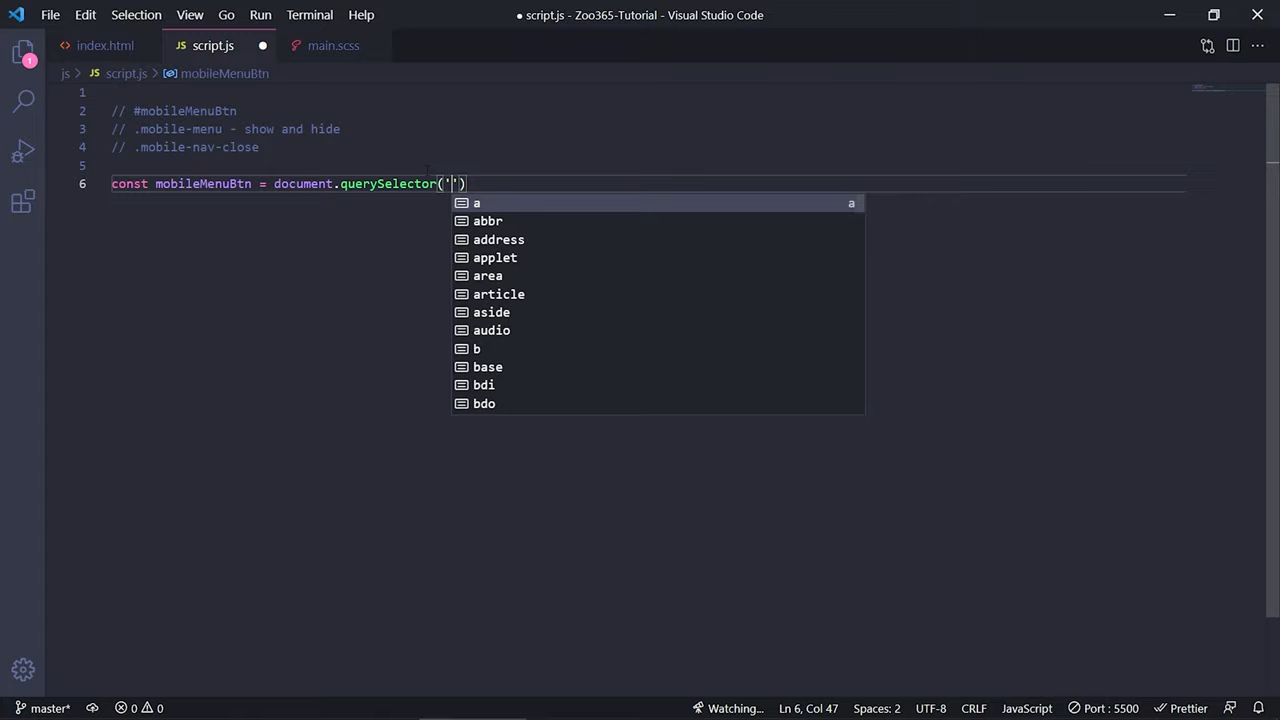 File Edit Selection View Go Run Terminal Help ● script.js - Zoo365-Tutorial - Visual Studio Code
<> index.html JS script.js ● main.scss
1
js > JS script.js > mobileMenuBtn
1
2 // #mobileMenuBtn
3 // .mobile-menu - show and hide
4 // .mobile-nav-close
5
6 const mobileMenuBtn = document.querySelector('')
a a
abbr
address
applet
area
article
aside
audio
b
base
bdi
bdo
master* 0 0 Watching... Ln 6, Col 47 Spaces: 2 UTF-8 CRLF JavaScript Port : 5500 Prettier